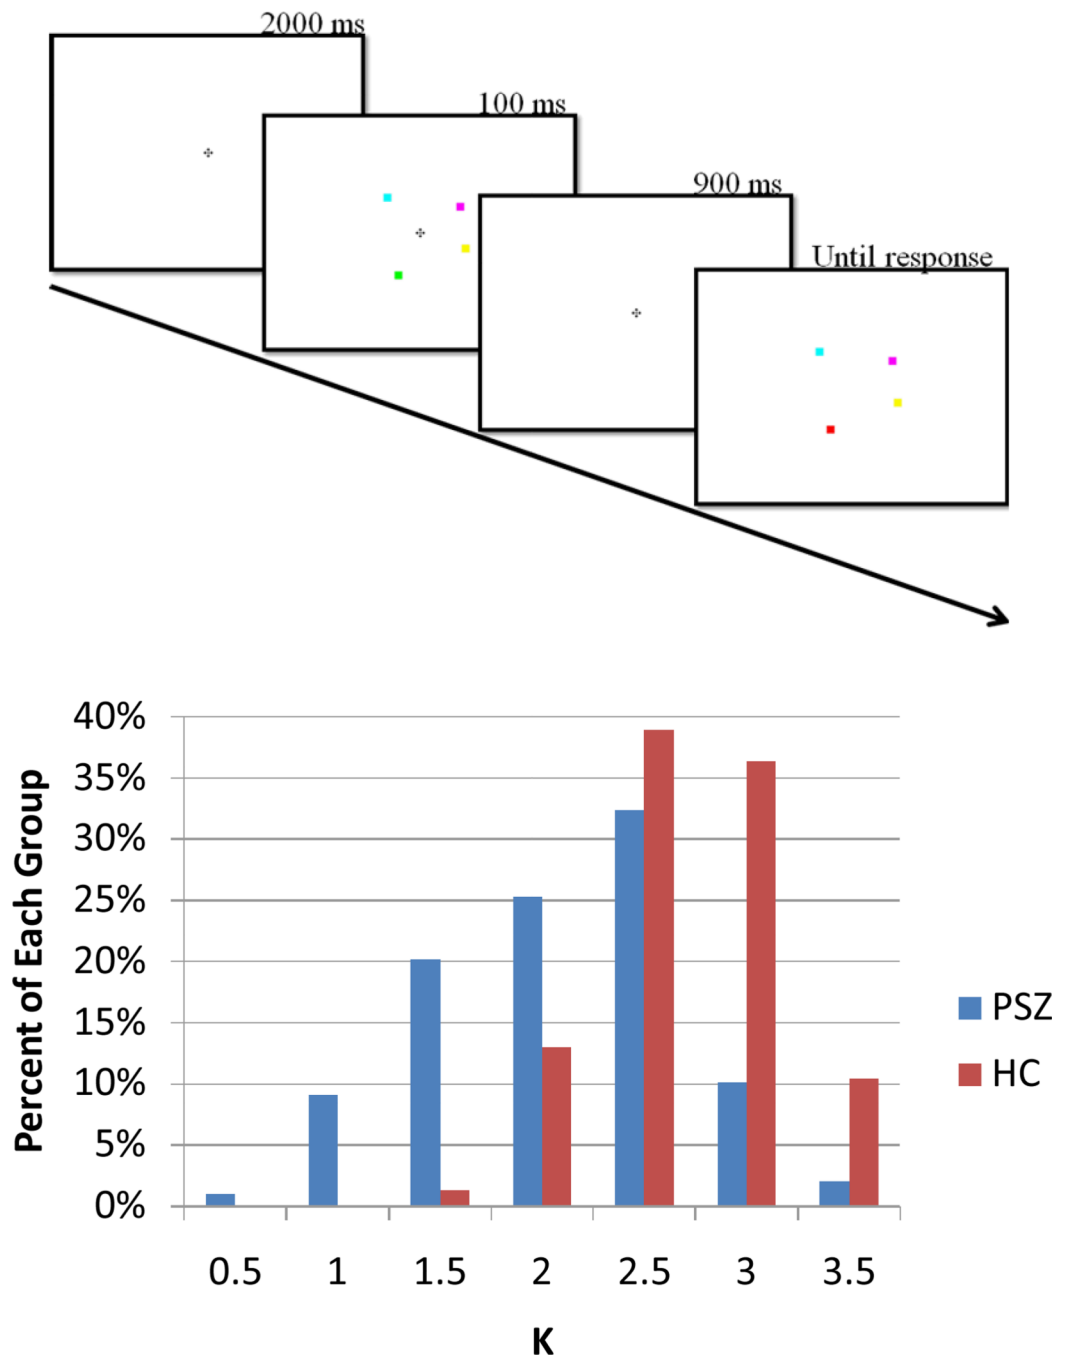 2000 ms
100 ms
900 ms
Until response
40%
35%
30%
25%
20%
15%
10%
5%
0%
Percent of Each Group
0.5 1 1.5 2 2.5 3 3.5
K
PSZ
HC